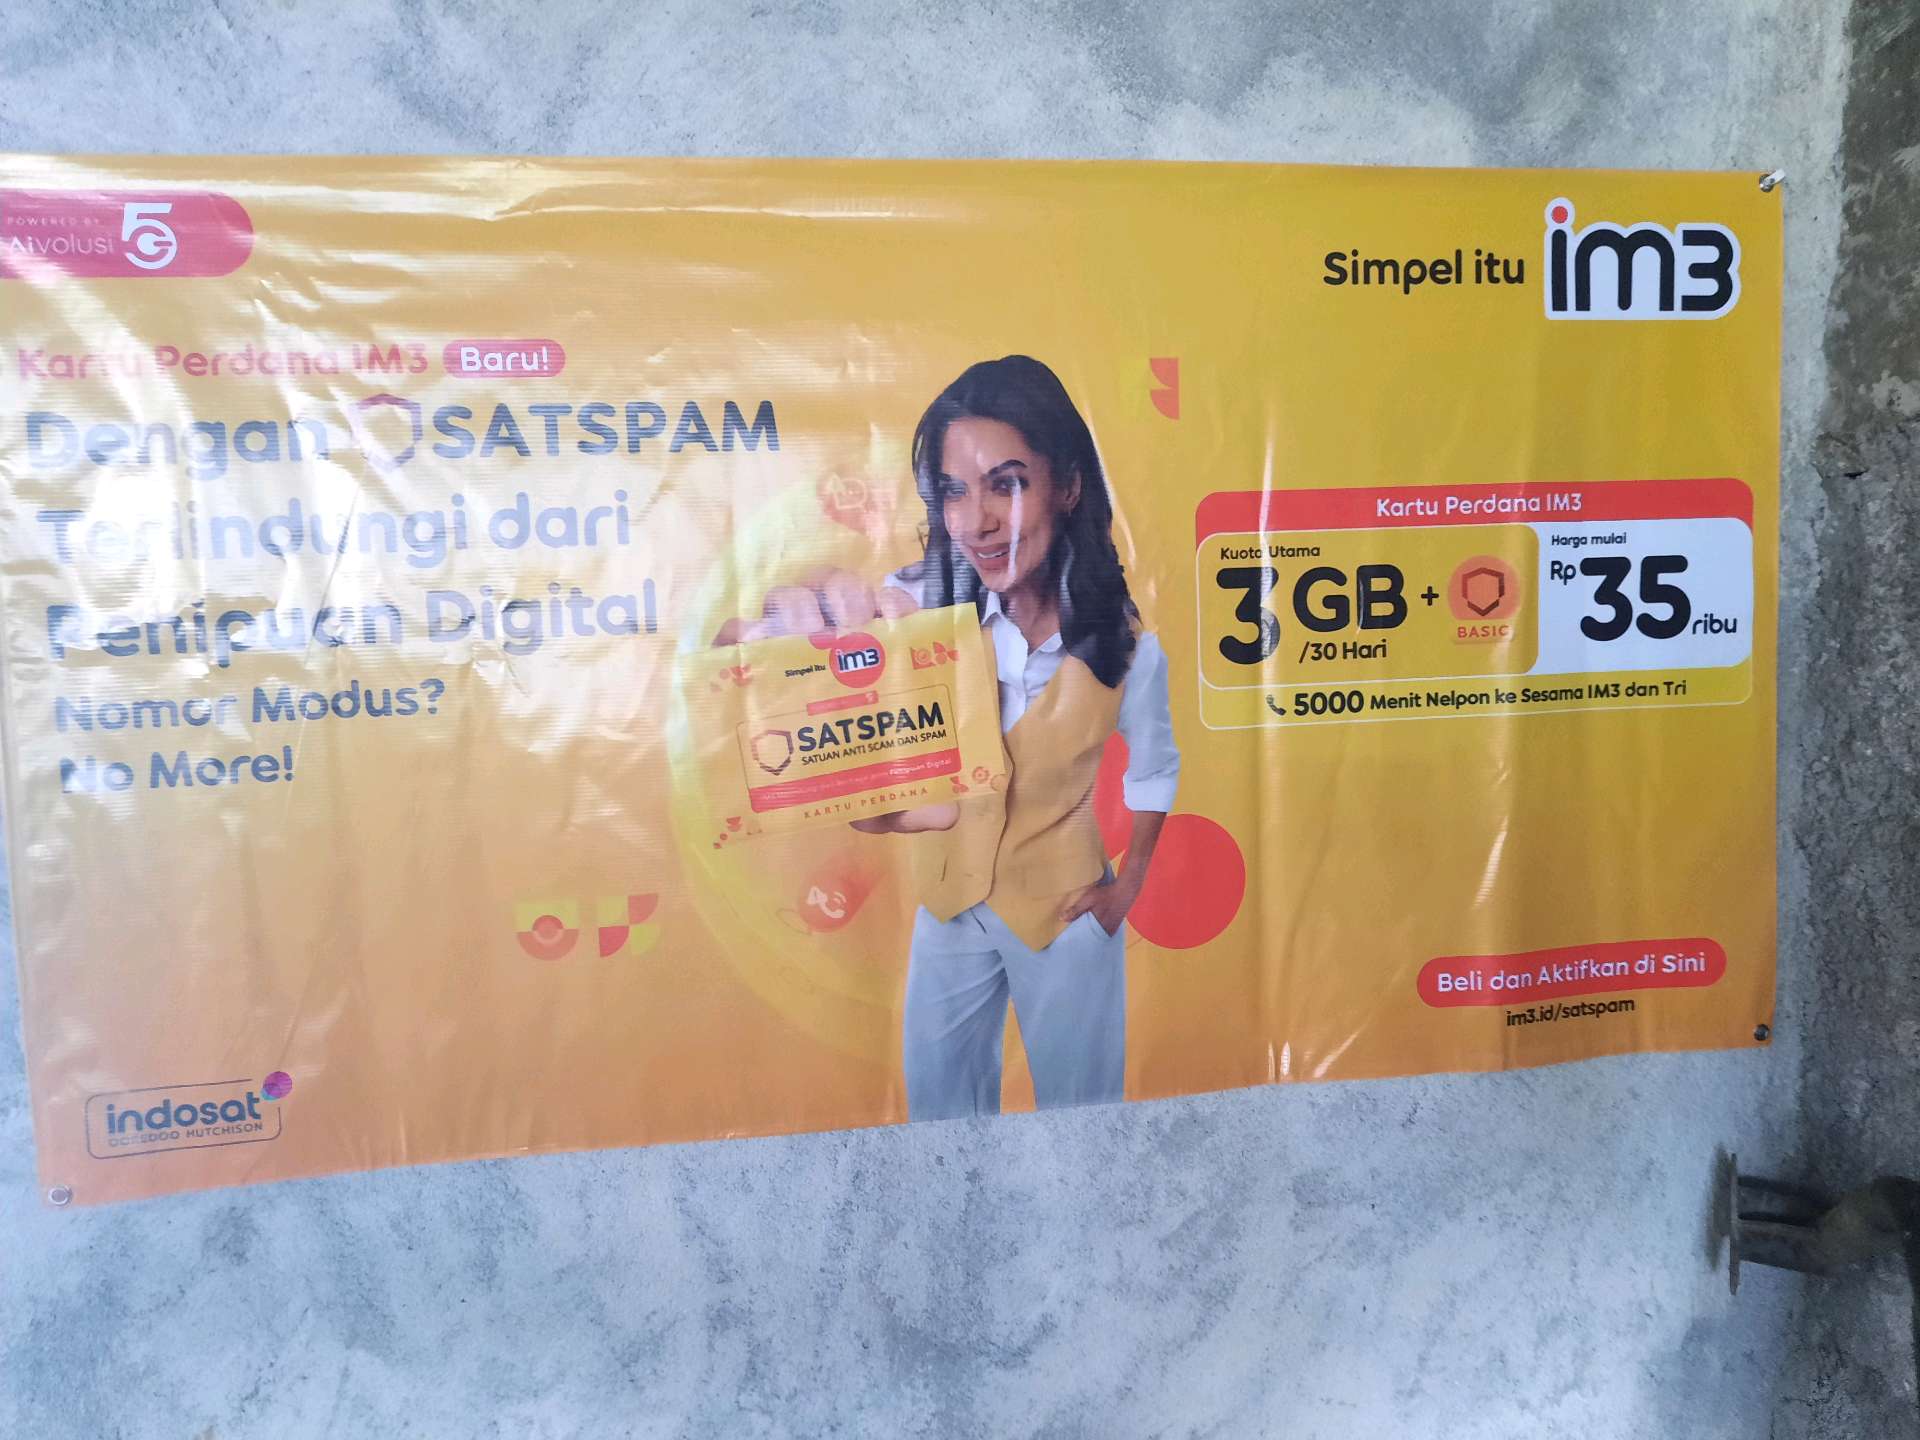 POWERED BY
Aivolusi 5G
Simpel itu im3
Kartu Perdana IM3 Baru!
Dengan SATSPAM
Terlindungi dari
Penipuan Digital
Nomor Modus?
No More!
Simpel itu im3
SATSPAM
SATUAN ANTI SCAM DAN SPAM
Penipuan Digital
KARTU PERDANA
Kartu Perdana IM3
Kuota Utama
3 GB + BASIC
/30 Hari
Harga mulai
Rp 35 ribu
5000 Menit Nelpon ke Sesama IM3 dan Tri
Beli dan Aktifkan di Sini
im3.id/satspam
indosat
OOREDOO HUTCHISON